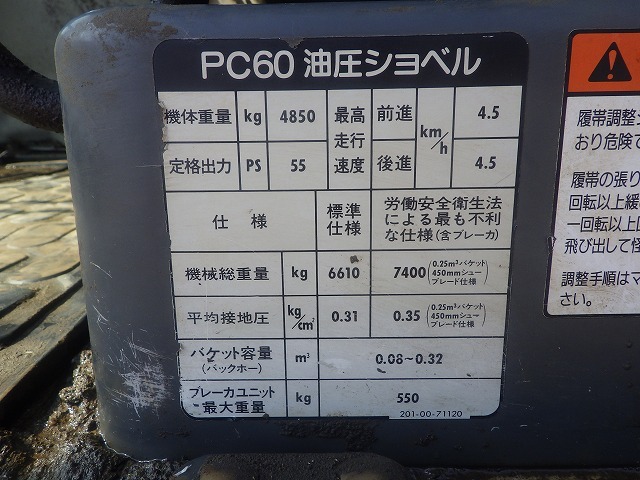 PC60 油圧ショベル
機体重量 kg 4850 最高走行速度 前進 km/h 4.5
定格出力 PS 55 後進 4.5
仕様 標準仕様 労働安全衛生法による最も不利な仕様(含ブレーカ)
機械総重量 kg 6610 7400 (0.25m³バケット 450mmシュー ブレード仕様)
平均接地圧 kg/cm² 0.31 0.35 (0.25m³バケット 450mmシュー ブレード仕様)
バケット容量(バックホー) m³ 0.08~0.32
ブレーカユニット最大重量 kg 550
201-00-71120
履帯調整シ
おり危険で
履帯の張り
回転以上緩
一回転以上
飛び出して怪
調整手順はマ
さい。